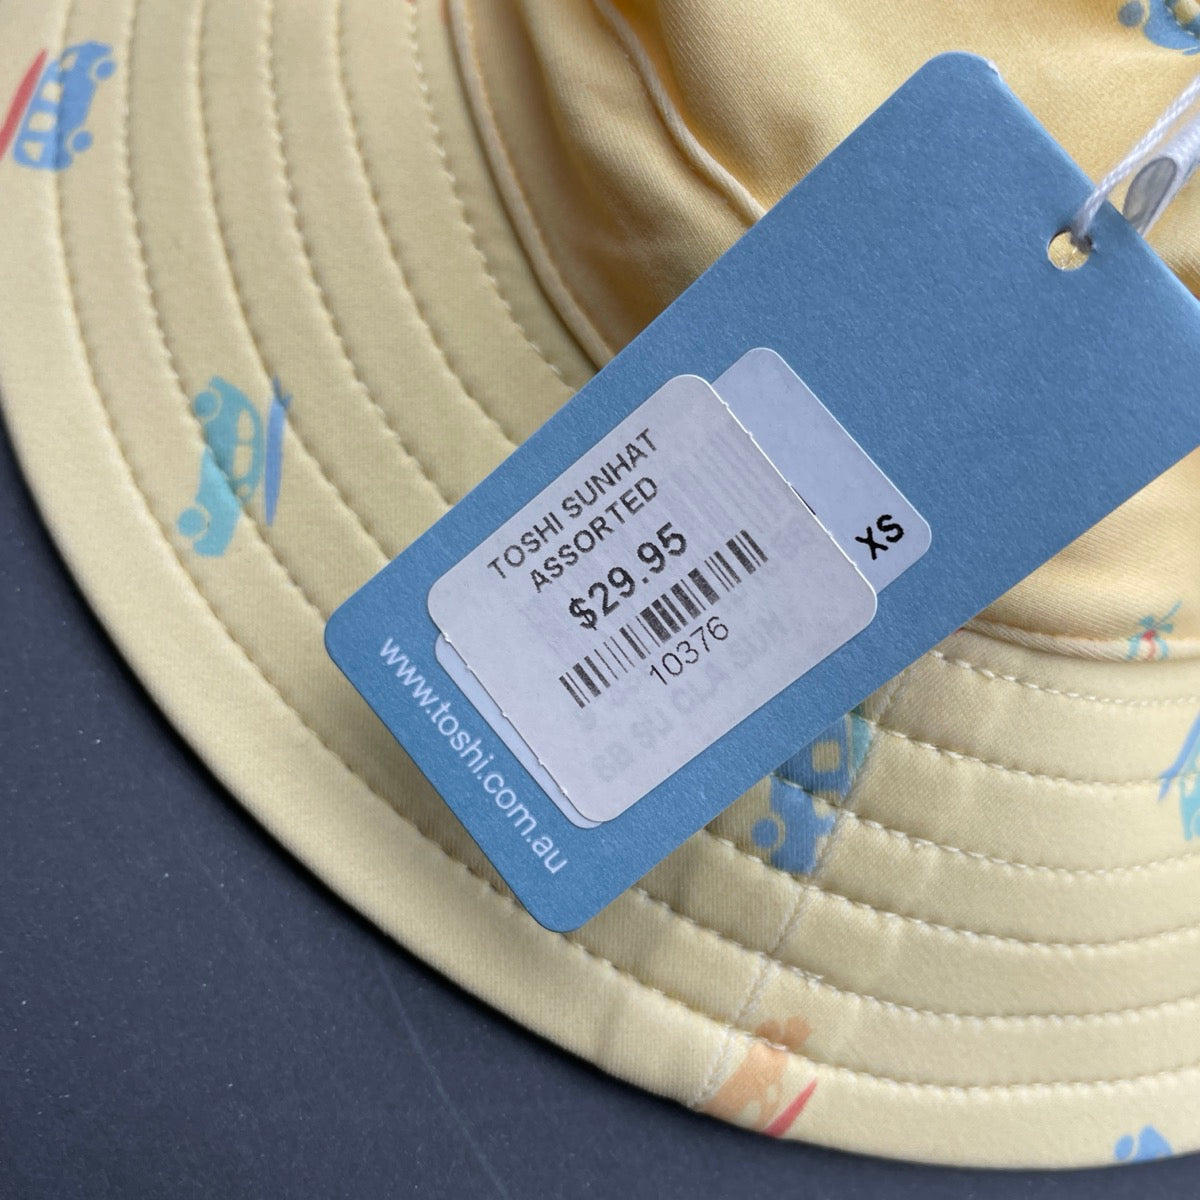 TOSHI SUNHAT
ASSORTED
$29.95
10376
XS
www.toshi.com.au